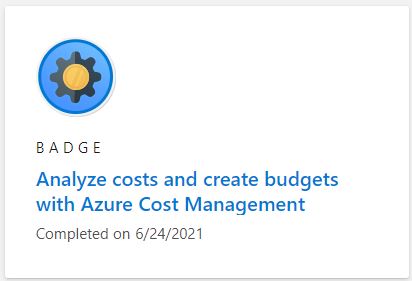 BADGE
Analyze costs and create budgets
with Azure Cost Management
Completed on 6/24/2021